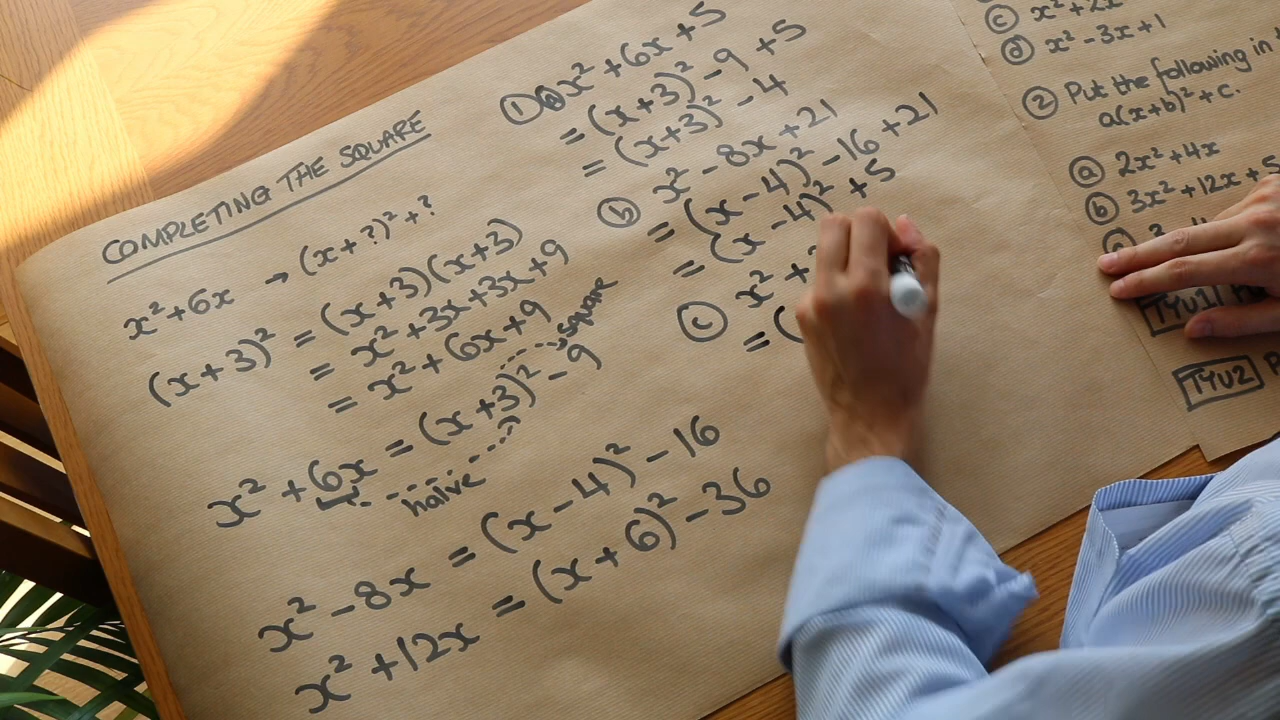 COMPLETING THE SQUARE
x² + 6x → (x + ?)² + ?
(x + 3)² = (x + 3)(x + 3)
= x² + 3x + 3x + 9
= x² + 6x + 9
square
x² + 6x = (x + 3)² - 9
halve
x² - 8x = (x - 4)² - 16
x² + 12x = (x + 6)² - 36
① ⓐ x² + 6x + 5
= (x + 3)² - 9 + 5
= (x + 3)² - 4
ⓑ x² - 8x + 21
= (x - 4)² - 16 + 21
= (x - 4)² + 5
ⓒ x² +
= (
ⓒ x² + 2x
ⓓ x² - 3x + 1
② Put the following in
a(x + b)² + c.
ⓐ 2x² + 4x
ⓑ 3x² + 12x + 5
TYU1
TYU2